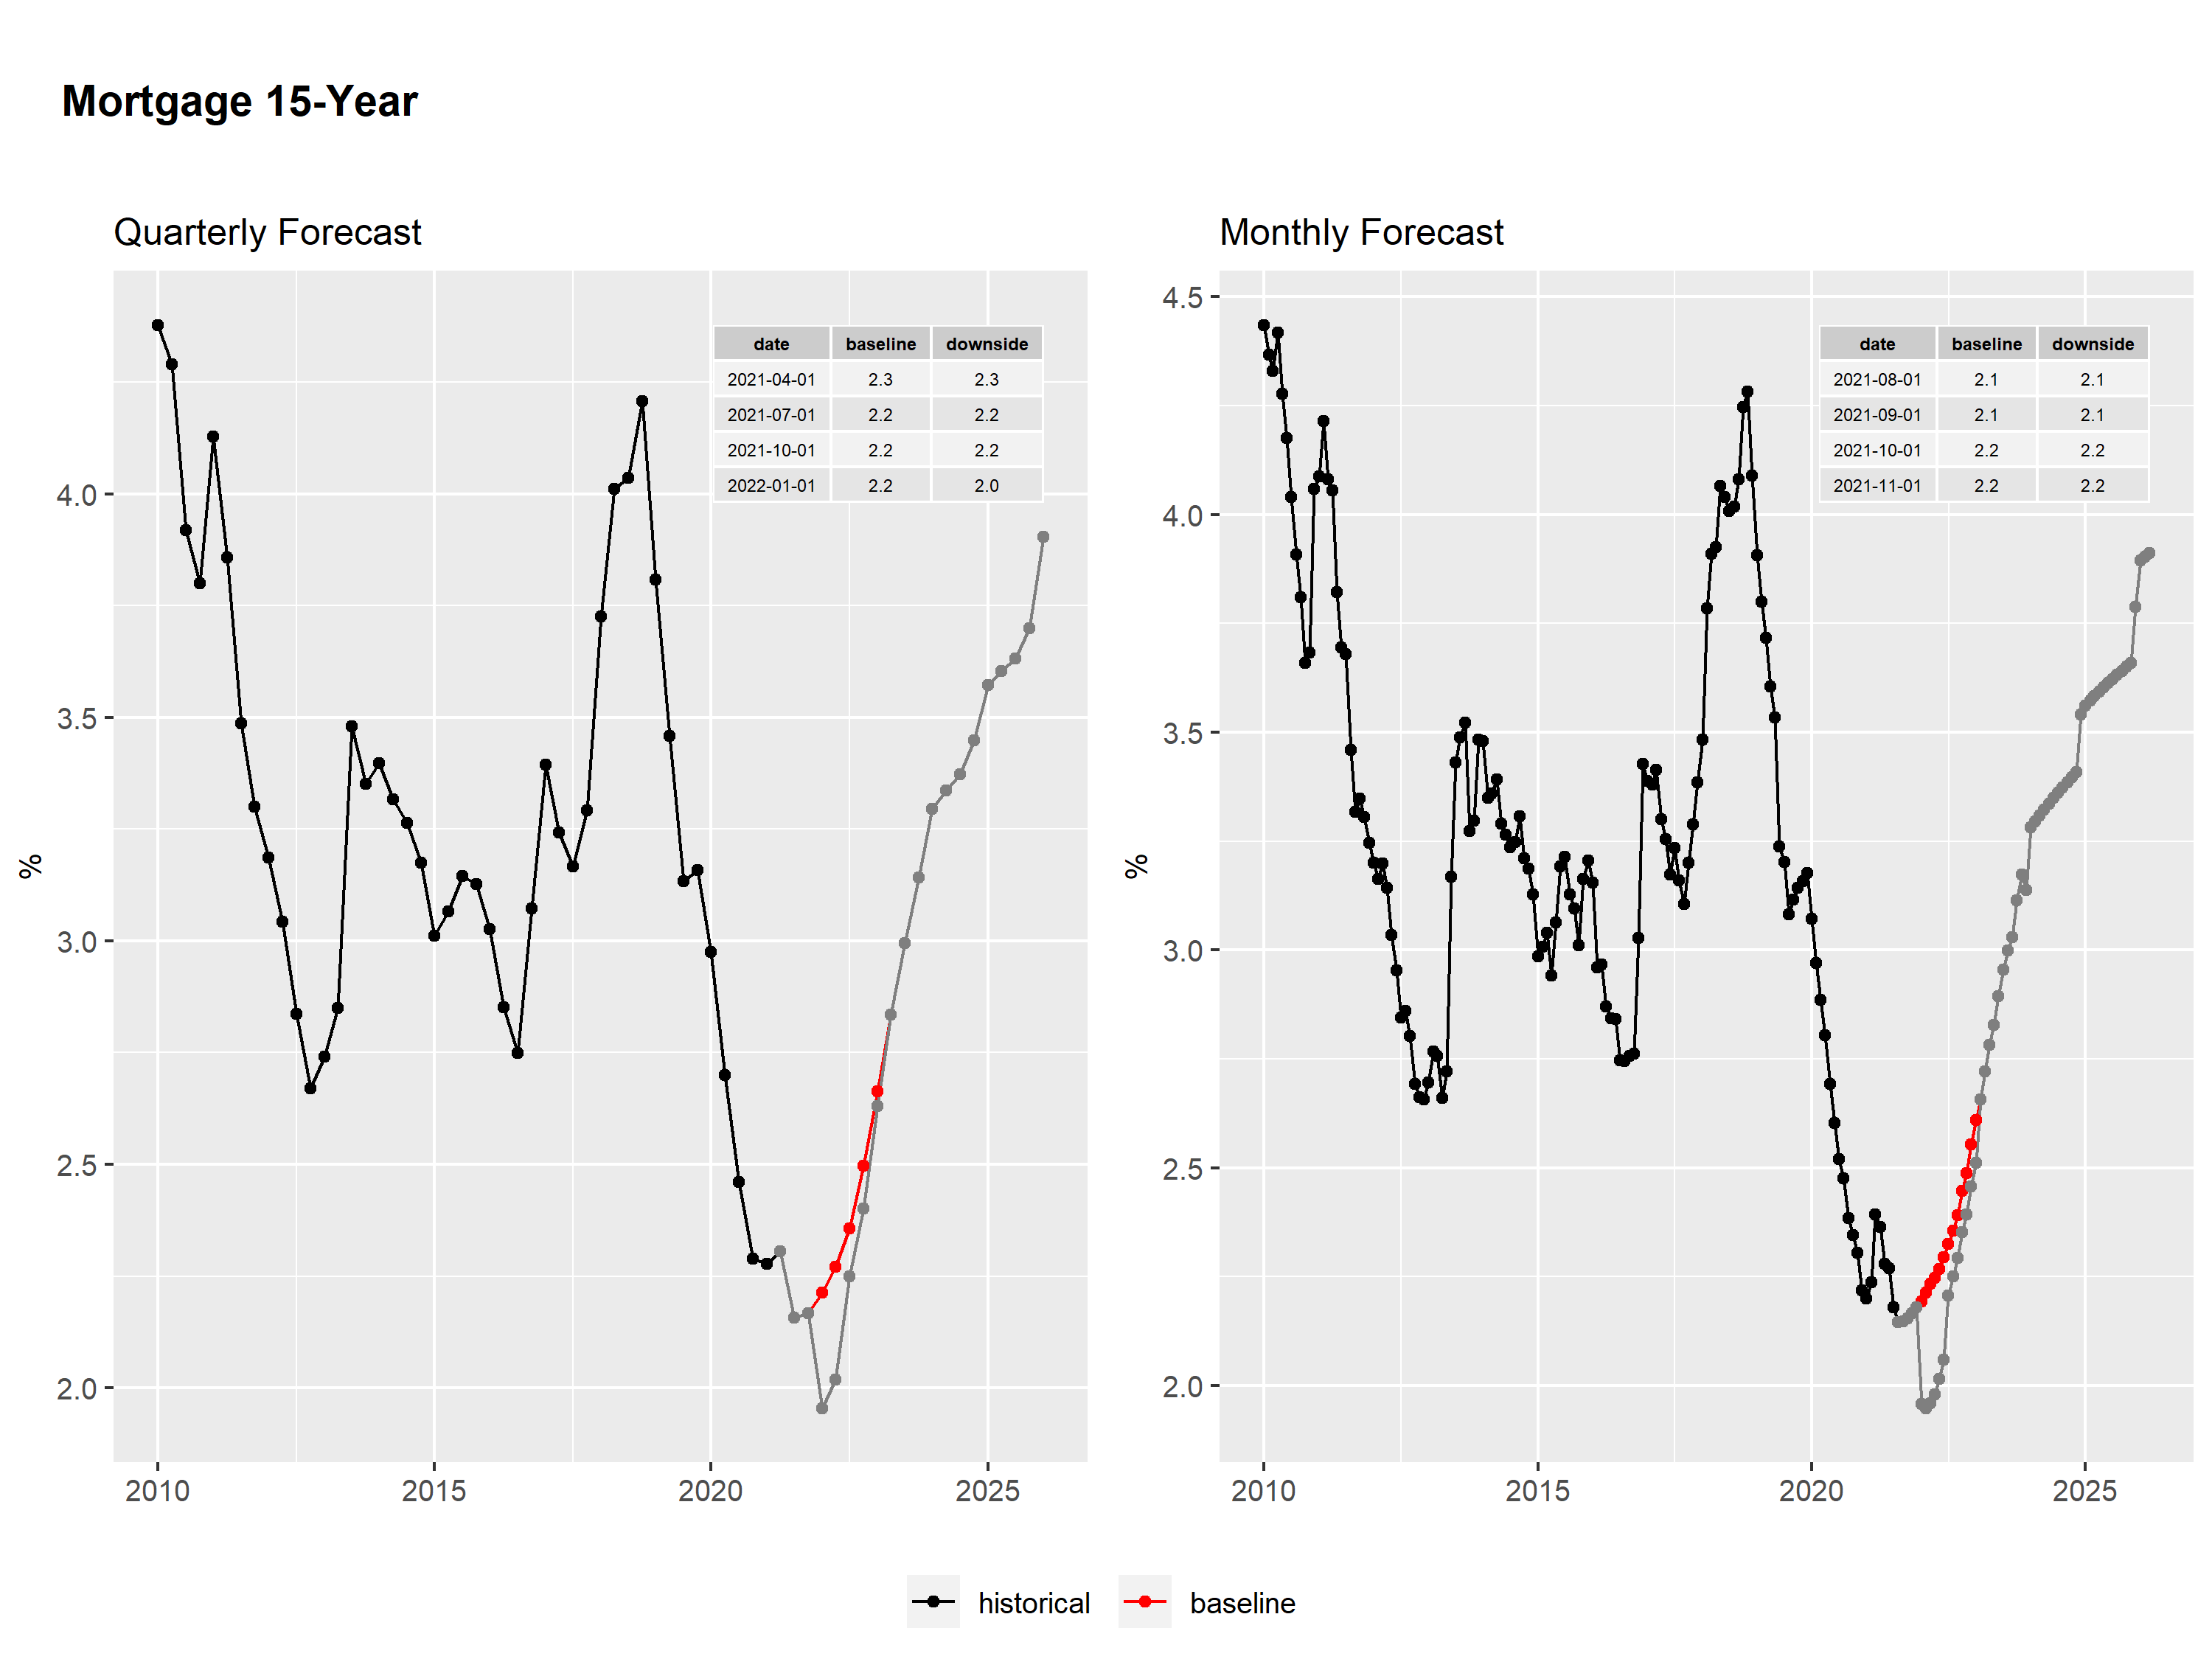 Mortgage 15-Year
Quarterly Forecast
%
4.0
3.5
3.0
2.5
2.0
2010 2015 2020 2025
date baseline downside
2021-04-01 2.3 2.3
2021-07-01 2.2 2.2
2021-10-01 2.2 2.2
2022-01-01 2.2 2.0
Monthly Forecast
%
4.5
4.0
3.5
3.0
2.5
2.0
2010 2015 2020 2025
date baseline downside
2021-08-01 2.1 2.1
2021-09-01 2.1 2.1
2021-10-01 2.2 2.2
2021-11-01 2.2 2.2
historical baseline